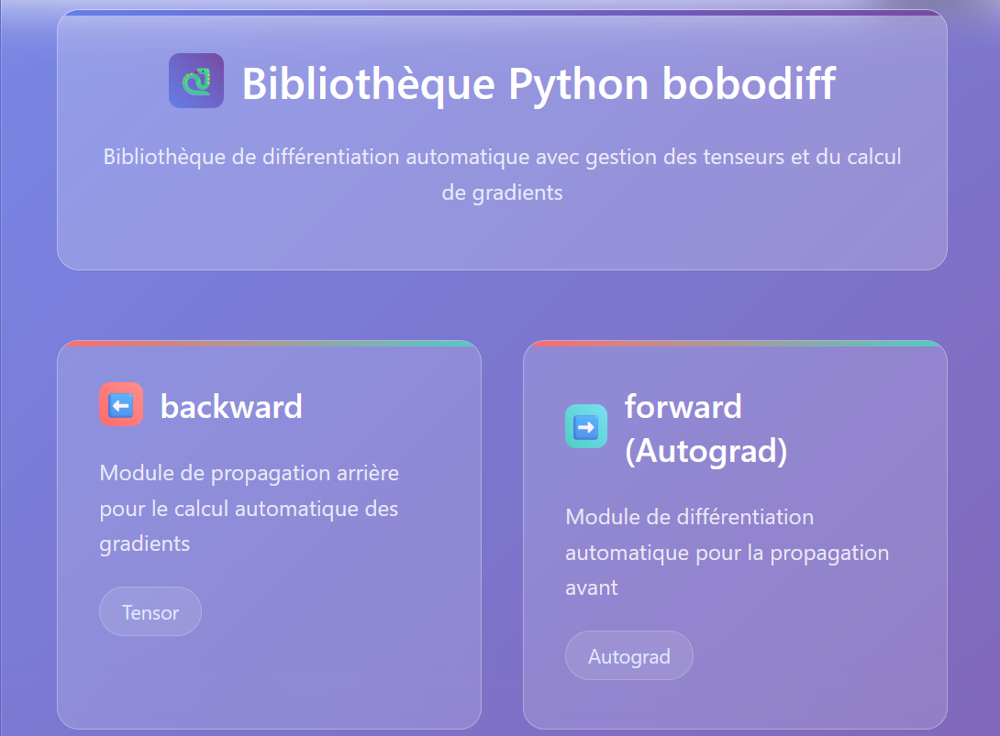 Bibliothèque Python bobodiff
Bibliothèque de différentiation automatique avec gestion des tenseurs et du calcul
de gradients
backward
Module de propagation arrière
pour le calcul automatique des
gradients
Tensor
forward
(Autograd)
Module de différentiation
automatique pour la propagation
avant
Autograd